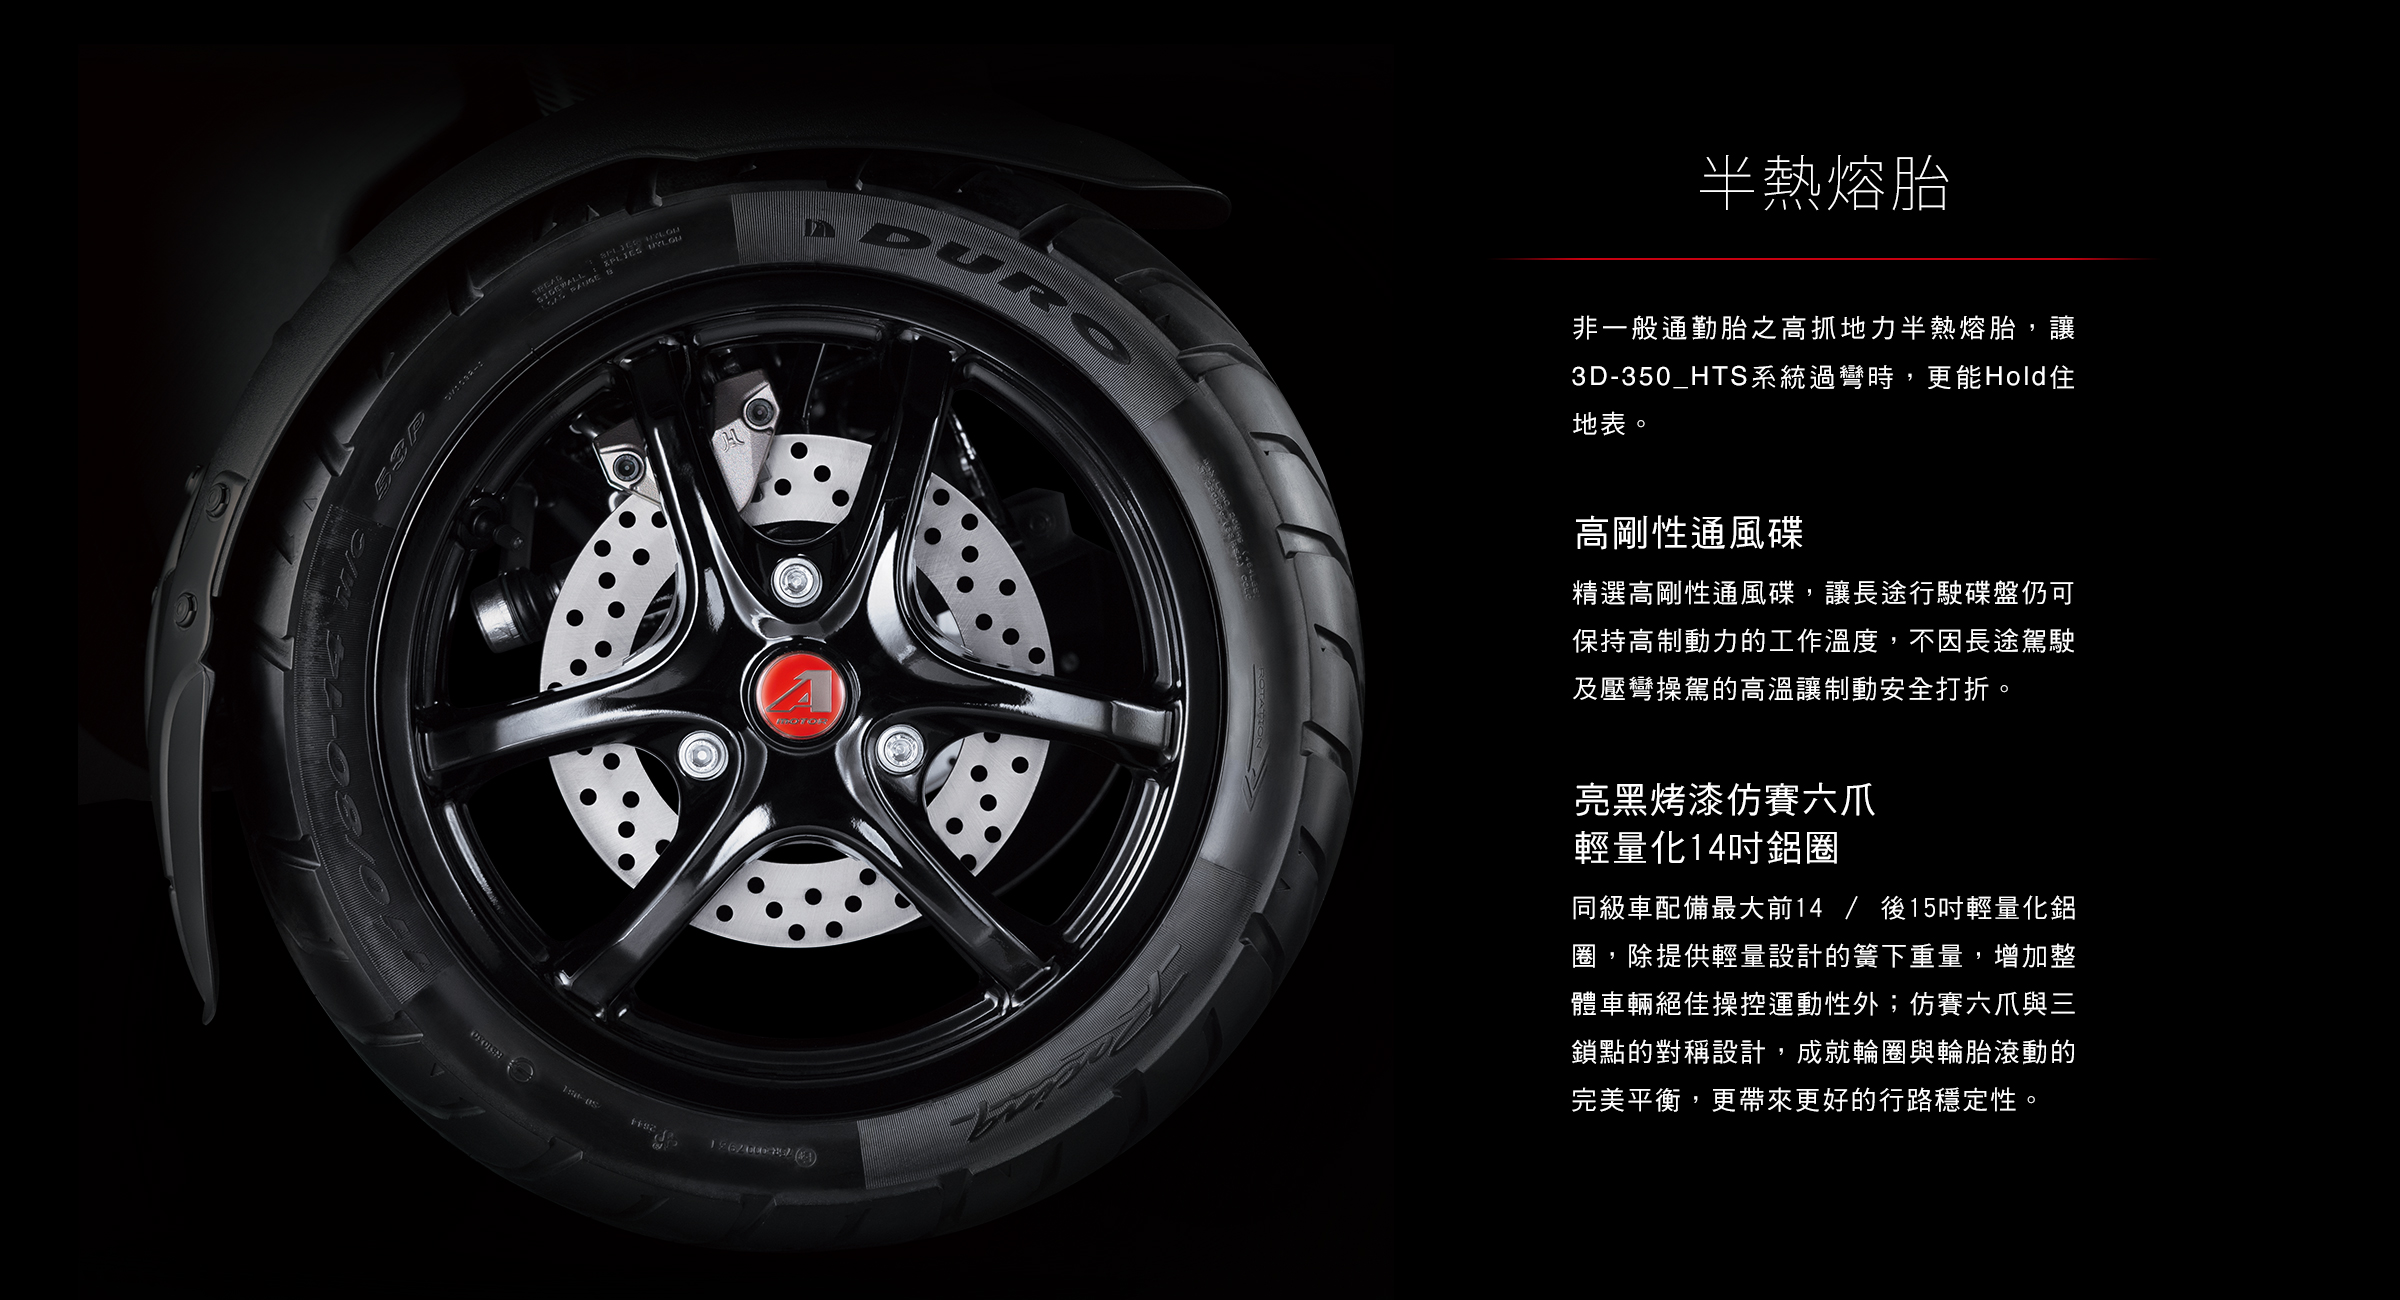 半熱熔胎
非一般通勤胎之高抓地力半熱熔胎，讓
3D-350_HTS系統過彎時，更能Hold住
地表。
高剛性通風碟
精選高剛性通風碟，讓長途行駛碟盤仍可
保持高制動力的工作溫度，不因長途駕駛
及壓彎操駕的高溫讓制動安全打折。
亮黑烤漆仿賽六爪
輕量化14吋鋁圈
同級車配備最大前14 / 後15吋輕量化鋁
圈，除提供輕量設計的簧下重量，增加整
體車輛絕佳操控運動性外；仿賽六爪與三
鎖點的對稱設計，成就輪圈與輪胎滾動的
完美平衡，更帶來更好的行路穩定性。
DURO
A
MOTOR
59P
ROTATION
Racing